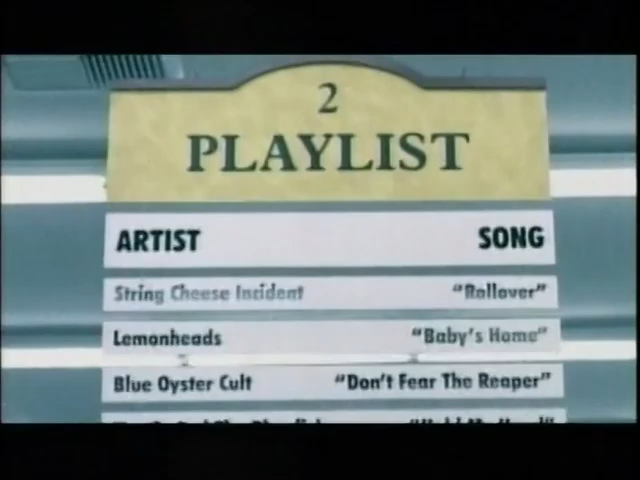 2
PLAYLIST
ARTIST SONG
String Cheese Incident "Rollover"
Lemonheads "Baby's Home"
Blue Oyster Cult "Don't Fear The Reaper"